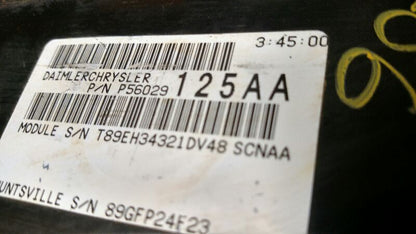 3:45:00
DAIMLERCHRYSLER
P/N P56029 125AA
MODULE S/N T89EH34321DV48 SCNAA
UNTSVILLE S/N 89GFP24F23